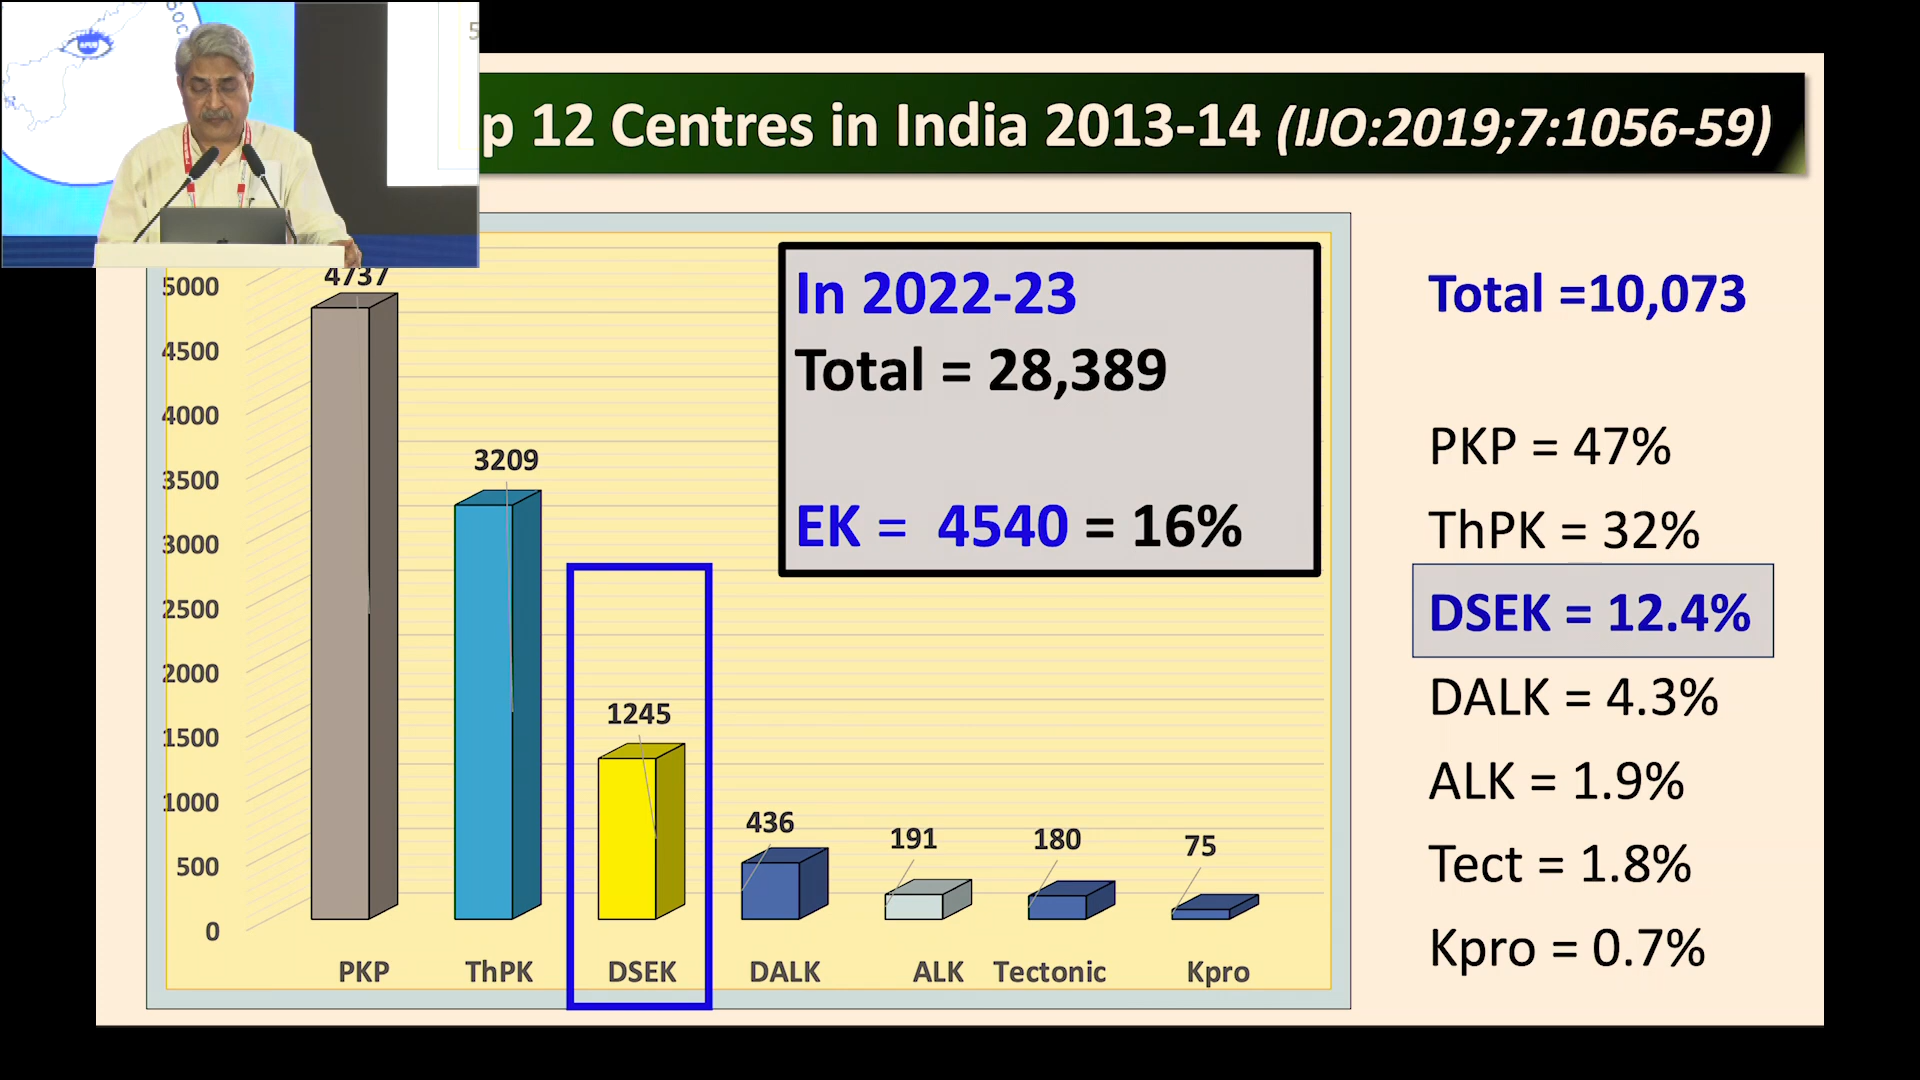 p 12 Centres in India 2013-14 (IJO:2019;7:1056-59)
5000
4500
4000
3500
3000
2500
2000
1500
1000
500
0
4737
3209
1245
436
191
180
75
PKP
ThPK
DSEK
DALK
ALK
Tectonic
Kpro
In 2022-23
Total = 28,389
EK = 4540 = 16%
Total =10,073
PKP = 47%
ThPK = 32%
DSEK = 12.4%
DALK = 4.3%
ALK = 1.9%
Tect = 1.8%
Kpro = 0.7%